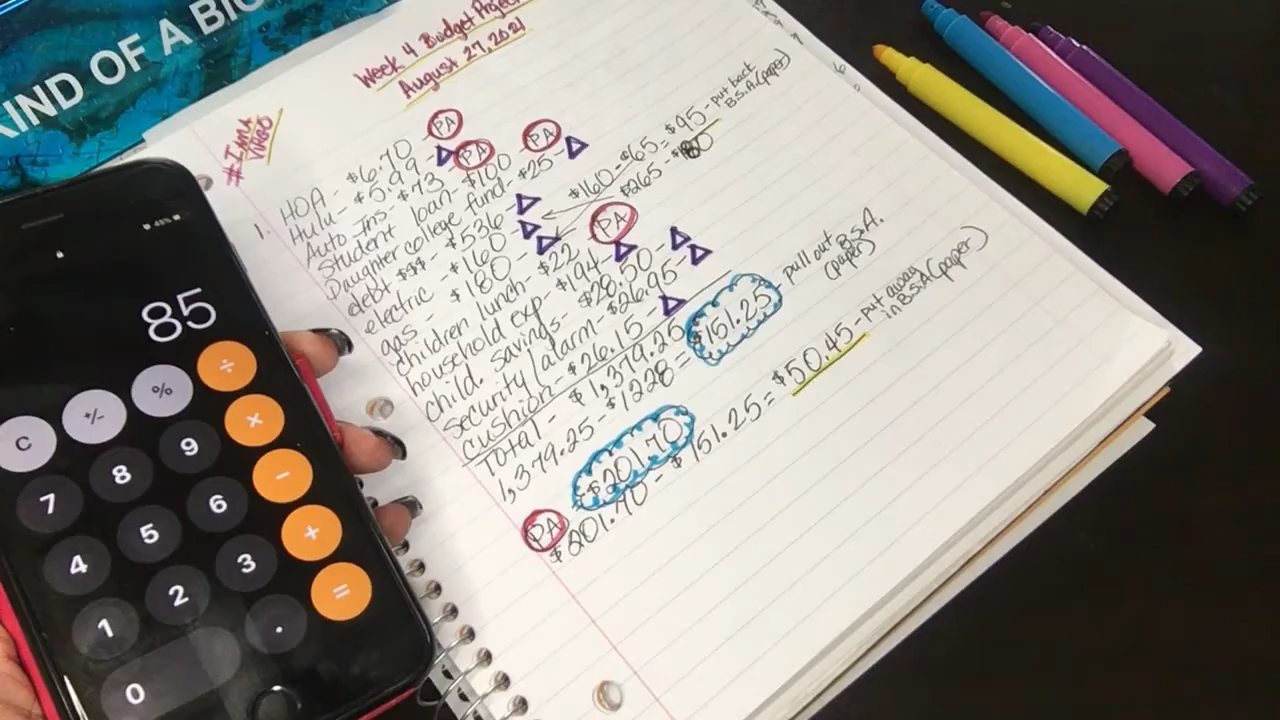 KIND OF A BIG
Week 4 Budget Project
August 27, 2021
#IMA
VIRGO
1.
HOA - $6.70 PA
Hulu - $5.99 - PA
Auto Ins. - $73
Student loan - $100 PA
Daughter college fund - $25 -
debt $$$ - $536
electric - $160
gas - $180 -
children lunch - $22 PA
household exp - $194
child. savings - $28.50
security/alarm - $26.95 -
cushion - $26.15 -
Total - $1,379.25
1,379.25 - $1228 = $151.25 - pull out B.S.A. (paper)
$160 - $65 = $95 - put back B.S.A (paper)
$265 -
PA $201.70
$201.70 - $151.25 = $50.45 - put away in B.S.A (paper)
85
C +/- % ÷
7 8 9 ×
4 5 6 −
1 2 3 +
0 . =